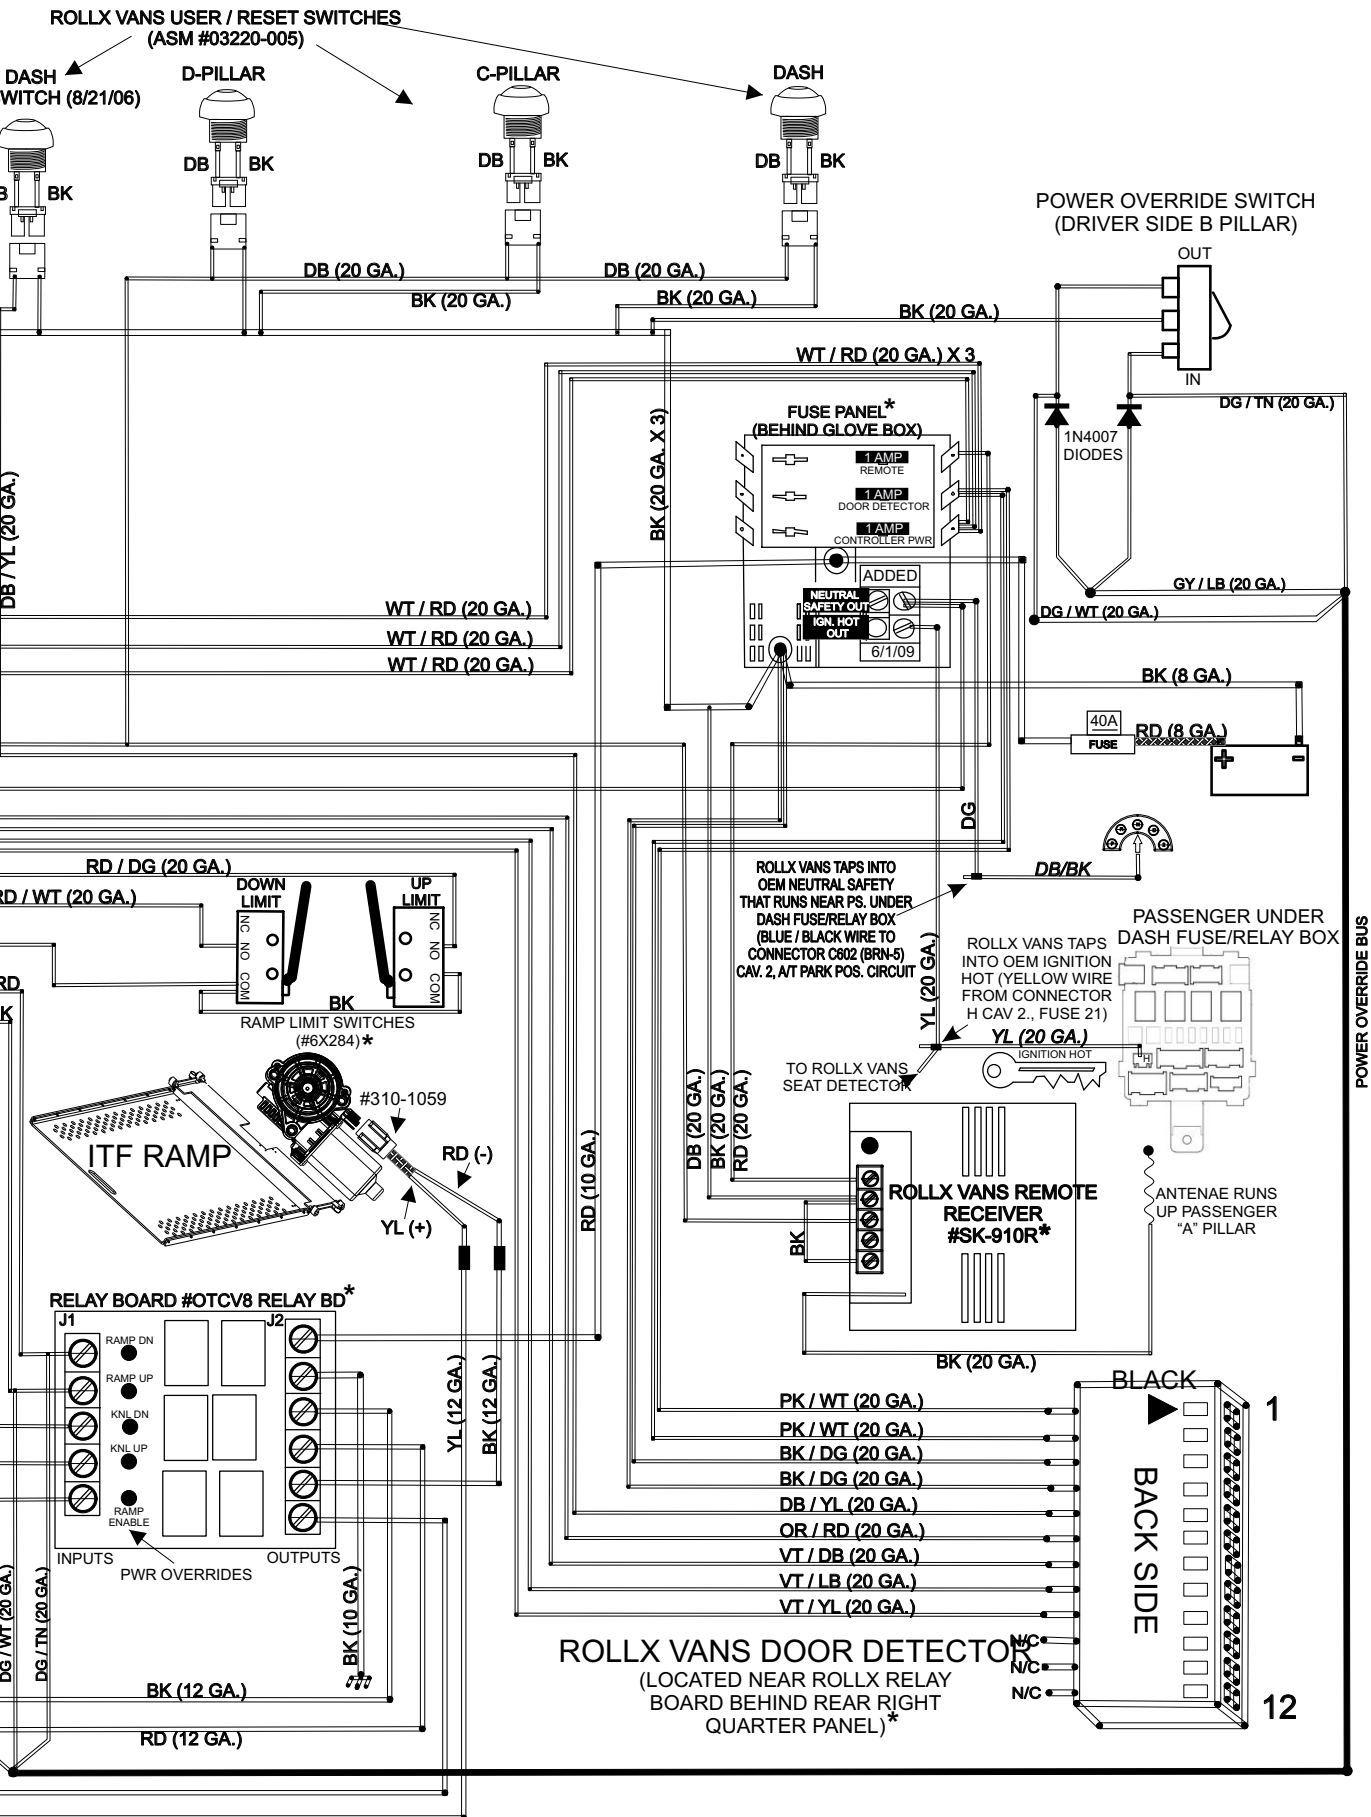 ROLLX VANS USER / RESET SWITCHES
(ASM #03220-005)
DASH
WITCH (8/21/06)
D-PILLAR
C-PILLAR
DASH
DB
BK
DB
BK
DB
BK
B
BK
POWER OVERRIDE SWITCH
(DRIVER SIDE B PILLAR)
OUT
IN
DB (20 GA.)
DB (20 GA.)
BK (20 GA.)
BK (20 GA.)
BK (20 GA.)
WT / RD (20 GA.) X 3
BK (20 GA. X 3)
DB / YL (20 GA.)
FUSE PANEL*
(BEHIND GLOVE BOX)
1 AMP
REMOTE
1 AMP
DOOR DETECTOR
1 AMP
CONTROLLER PWR
ADDED
NEUTRAL
SAFETY OUT
IGN. HOT
OUT
6/1/09
1N4007
DIODES
DG / TN (20 GA.)
GY / LB (20 GA.)
DG / WT (20 GA.)
WT / RD (20 GA.)
WT / RD (20 GA.)
WT / RD (20 GA.)
BK (8 GA.)
40A
FUSE
RD (8 GA.)
+
-
DG
DB/BK
ROLLX VANS TAPS INTO
OEM NEUTRAL SAFETY
THAT RUNS NEAR PS. UNDER
DASH FUSE/RELAY BOX
(BLUE / BLACK WIRE TO
CONNECTOR C602 (BRN-5)
CAV. 2, A/T PARK POS. CIRCUIT
PASSENGER UNDER
DASH FUSE/RELAY BOX
ROLLX VANS TAPS
INTO OEM IGNITION
HOT (YELLOW WIRE
FROM CONNECTOR
H CAV 2., FUSE 21)
YL (20 GA.)
YL (20 GA.)
IGNITION HOT
H
TO ROLLX VANS
SEAT DETECTOR
POWER OVERRIDE BUS
RD / DG (20 GA.)
RD / WT (20 GA.)
DOWN
LIMIT
UP
LIMIT
NC NO COM
NC NO COM
BK
RD
K
RAMP LIMIT SWITCHES
(#6X284)*
#310-1059
ITF RAMP
RD (-)
YL (+)
RD (10 GA.)
DB (20 GA.)
BK (20 GA.)
RD (20 GA.)
ROLLX VANS REMOTE
RECEIVER
#SK-910R*
BK
BK (20 GA.)
ANTENAE RUNS
UP PASSENGER
“A” PILLAR
RELAY BOARD #OTCV8 RELAY BD*
J1
J2
RAMP DN
RAMP UP
KNL DN
KNL UP
RAMP
ENABLE
INPUTS
OUTPUTS
PWR OVERRIDES
YL (12 GA.)
BK (12 GA.)
DG / WT (20 GA.)
DG / TN (20 GA.)
BK (10 GA.)
BK (12 GA.)
RD (12 GA.)
PK / WT (20 GA.)
PK / WT (20 GA.)
BK / DG (20 GA.)
BK / DG (20 GA.)
DB / YL (20 GA.)
OR / RD (20 GA.)
VT / DB (20 GA.)
VT / LB (20 GA.)
VT / YL (20 GA.)
N/C
N/C
N/C
BLACK
1
BACK SIDE
12
ROLLX VANS DOOR DETECTOR
(LOCATED NEAR ROLLX RELAY
BOARD BEHIND REAR RIGHT
QUARTER PANEL)*